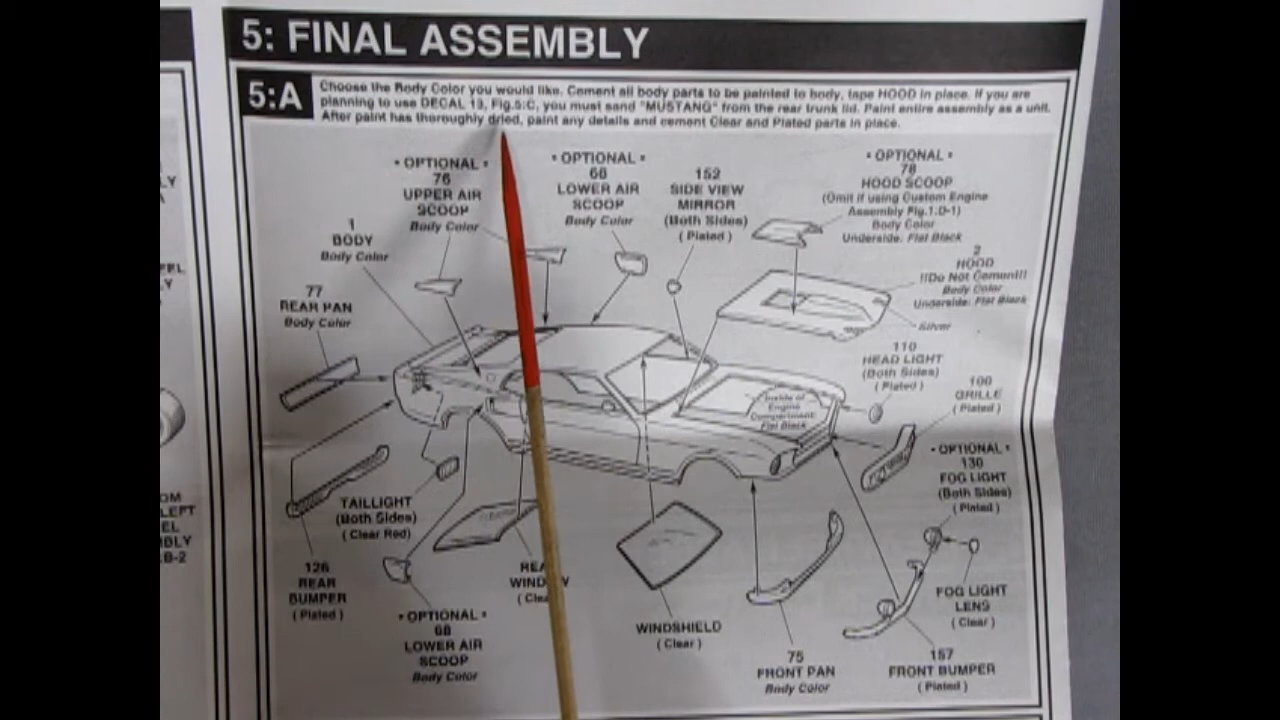 5: FINAL ASSEMBLY
5:A
Choose the Body Color you would like. Cement all body parts to be painted to body, tape HOOD in place. If you are
planning to use DECAL 13, Fig.5:C, you must sand "MUSTANG" from the rear trunk lid. Paint entire assembly as a unit.
After paint has thoroughly dried, paint any details and cement Clear and Plated parts in place.
• OPTIONAL •
76
UPPER AIR
SCOOP
Body Color
• OPTIONAL •
68
LOWER AIR
SCOOP
Body Color
152
SIDE VIEW
MIRROR
(Both Sides)
(Plated)
• OPTIONAL •
78
HOOD SCOOP
(Omit if using Custom Engine
Assembly Fig.1:D-1)
Body Color
Underside: Flat Black
1
BODY
Body Color
2
HOOD
!!Do Not Cement!!
Body Color
Underside: Flat Black
Silver
77
REAR PAN
Body Color
110
HEAD LIGHT
(Both Sides)
(Plated)
100
GRILLE
(Plated)
Inside of
Engine
Compartment:
Flat Black
• OPTIONAL •
130
FOG LIGHT
(Both Sides)
(Plated)
TAILLIGHT
(Both Sides)
(Clear Red)
126
REAR
BUMPER
(Plated)
REAR
WINDOW
(Clear)
• OPTIONAL •
68
LOWER AIR
SCOOP
Body Color
WINDSHIELD
(Clear)
75
FRONT PAN
Body Color
FOG LIGHT
LENS
(Clear)
157
FRONT BUMPER
(Plated)
OM
LEFT
EL
BLY
B-2